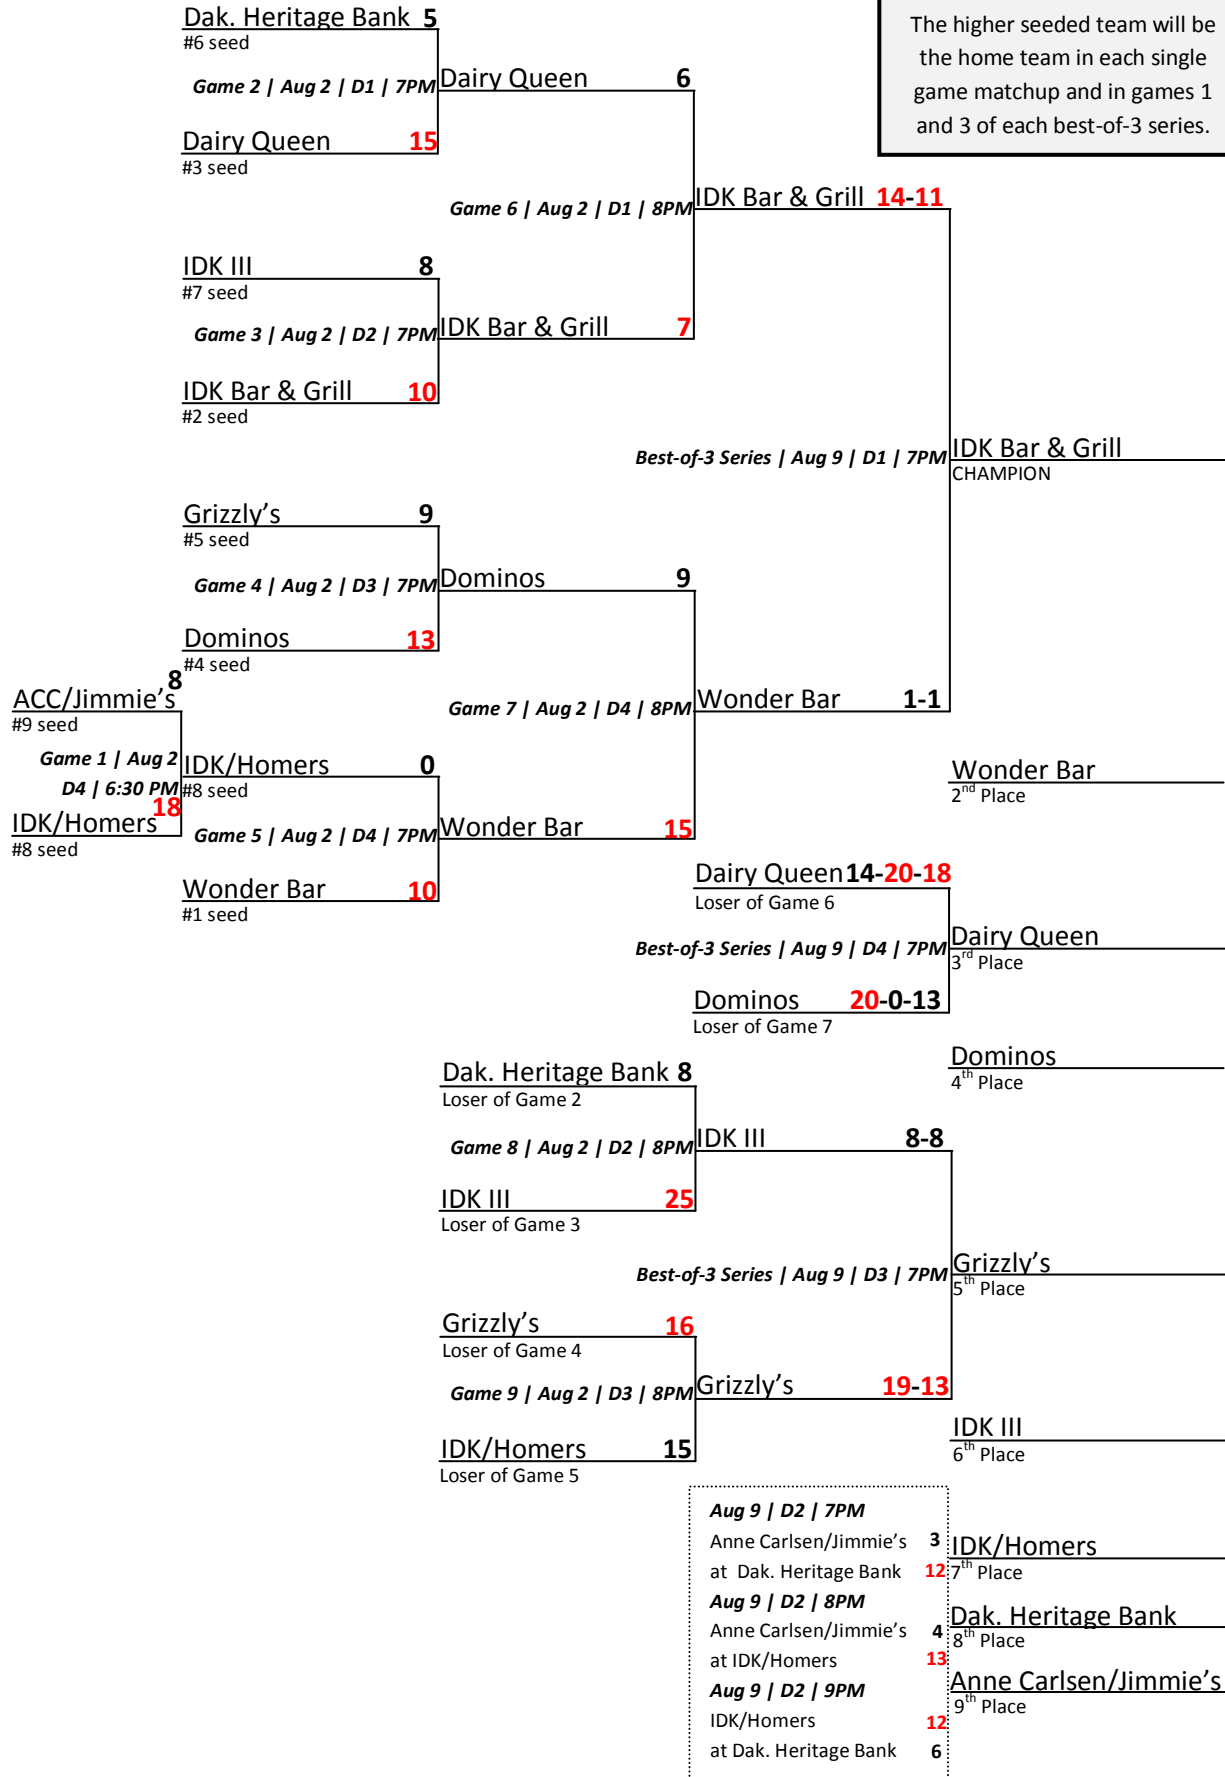 Dak. Heritage Bank 5
#6 seed
Game 2 | Aug 2 | D1 | 7PM
Dairy Queen 15
#3 seed
Dairy Queen 6
The higher seeded team will be
the home team in each single
game matchup and in games 1
and 3 of each best-of-3 series.
Game 6 | Aug 2 | D1 | 8PM
IDK Bar & Grill 14-11
IDK III 8
#7 seed
Game 3 | Aug 2 | D2 | 7PM
IDK Bar & Grill 7
IDK Bar & Grill 10
#2 seed
Best-of-3 Series | Aug 9 | D1 | 7PM
IDK Bar & Grill
CHAMPION
Grizzly's 9
#5 seed
Game 4 | Aug 2 | D3 | 7PM
Dominos 9
Dominos 13
#4 seed
ACC/Jimmie's 8
#9 seed
Game 1 | Aug 2
D4 | 6:30 PM
IDK/Homers 18
#8 seed
Game 7 | Aug 2 | D4 | 8PM
Wonder Bar 1-1
IDK/Homers 0
#8 seed
Game 5 | Aug 2 | D4 | 7PM
Wonder Bar 15
Wonder Bar 10
#1 seed
Wonder Bar
2nd Place
Dairy Queen 14-20-18
Loser of Game 6
Best-of-3 Series | Aug 9 | D4 | 7PM
Dairy Queen
3rd Place
Dominos 20-0-13
Loser of Game 7
Dominos
4th Place
Dak. Heritage Bank 8
Loser of Game 2
Game 8 | Aug 2 | D2 | 8PM
IDK III 8-8
IDK III 25
Loser of Game 3
Best-of-3 Series | Aug 9 | D3 | 7PM
Grizzly's
5th Place
Grizzly's 16
Loser of Game 4
Game 9 | Aug 2 | D3 | 8PM
Grizzly's 19-13
IDK/Homers 15
Loser of Game 5
IDK III
6th Place
Aug 9 | D2 | 7PM
Anne Carlsen/Jimmie's 3
at Dak. Heritage Bank 12
Aug 9 | D2 | 8PM
Anne Carlsen/Jimmie's 4
at IDK/Homers 13
Aug 9 | D2 | 9PM
IDK/Homers 12
at Dak. Heritage Bank 6
IDK/Homers
7th Place
Dak. Heritage Bank
8th Place
Anne Carlsen/Jimmie's
9th Place